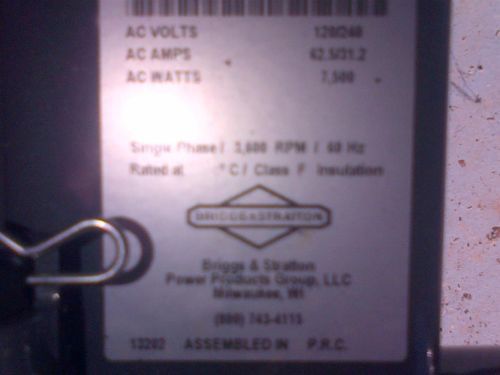 AC VOLTS 120/240
AC AMPS 62.5/31.2
AC WATTS 7,500
Single Phase / 3,600 RPM / 60 Hz
Rated at °C / Class F Insulation
BRIGGS & STRATTON
Briggs & Stratton
Power Products Group, LLC
Milwaukee, WI
(800) 743-4115
13202 ASSEMBLED IN P.R.C.